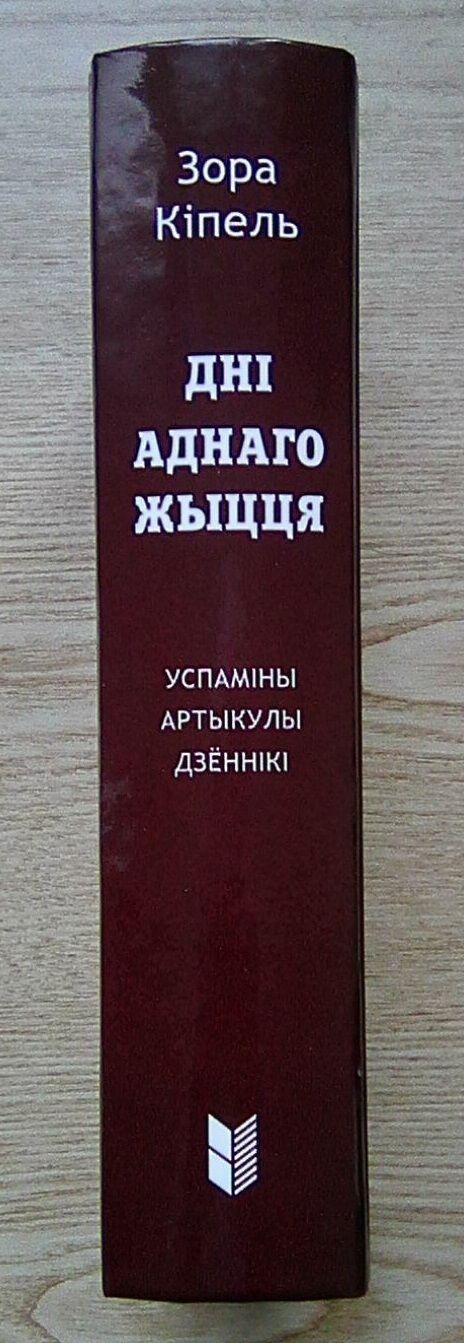 Зора
Кіпель
ДНІ
АДНАГО
ЖЫЦЦЯ
УСПАМІНЫ
АРТЫКУЛЫ
ДЗЁННІКІ